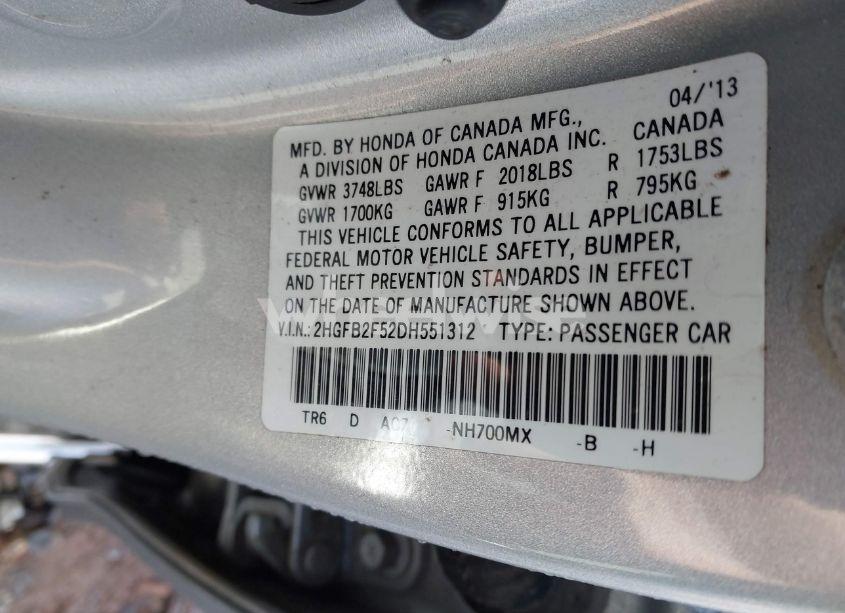 04/'13
MFD. BY HONDA OF CANADA MFG.,
A DIVISION OF HONDA CANADA INC. CANADA
GVWR 3748LBS GAWR F 2018LBS R 1753LBS
GVWR 1700KG GAWR F 915KG R 795KG
THIS VEHICLE CONFORMS TO ALL APPLICABLE
FEDERAL MOTOR VEHICLE SAFETY, BUMPER,
AND THEFT PREVENTION STANDARDS IN EFFECT
ON THE DATE OF MANUFACTURE SHOWN ABOVE.
V.I.N.: 2HGFB2F52DH551312 TYPE: PASSENGER CAR
TR6 D AC7 -NH700MX -B -H